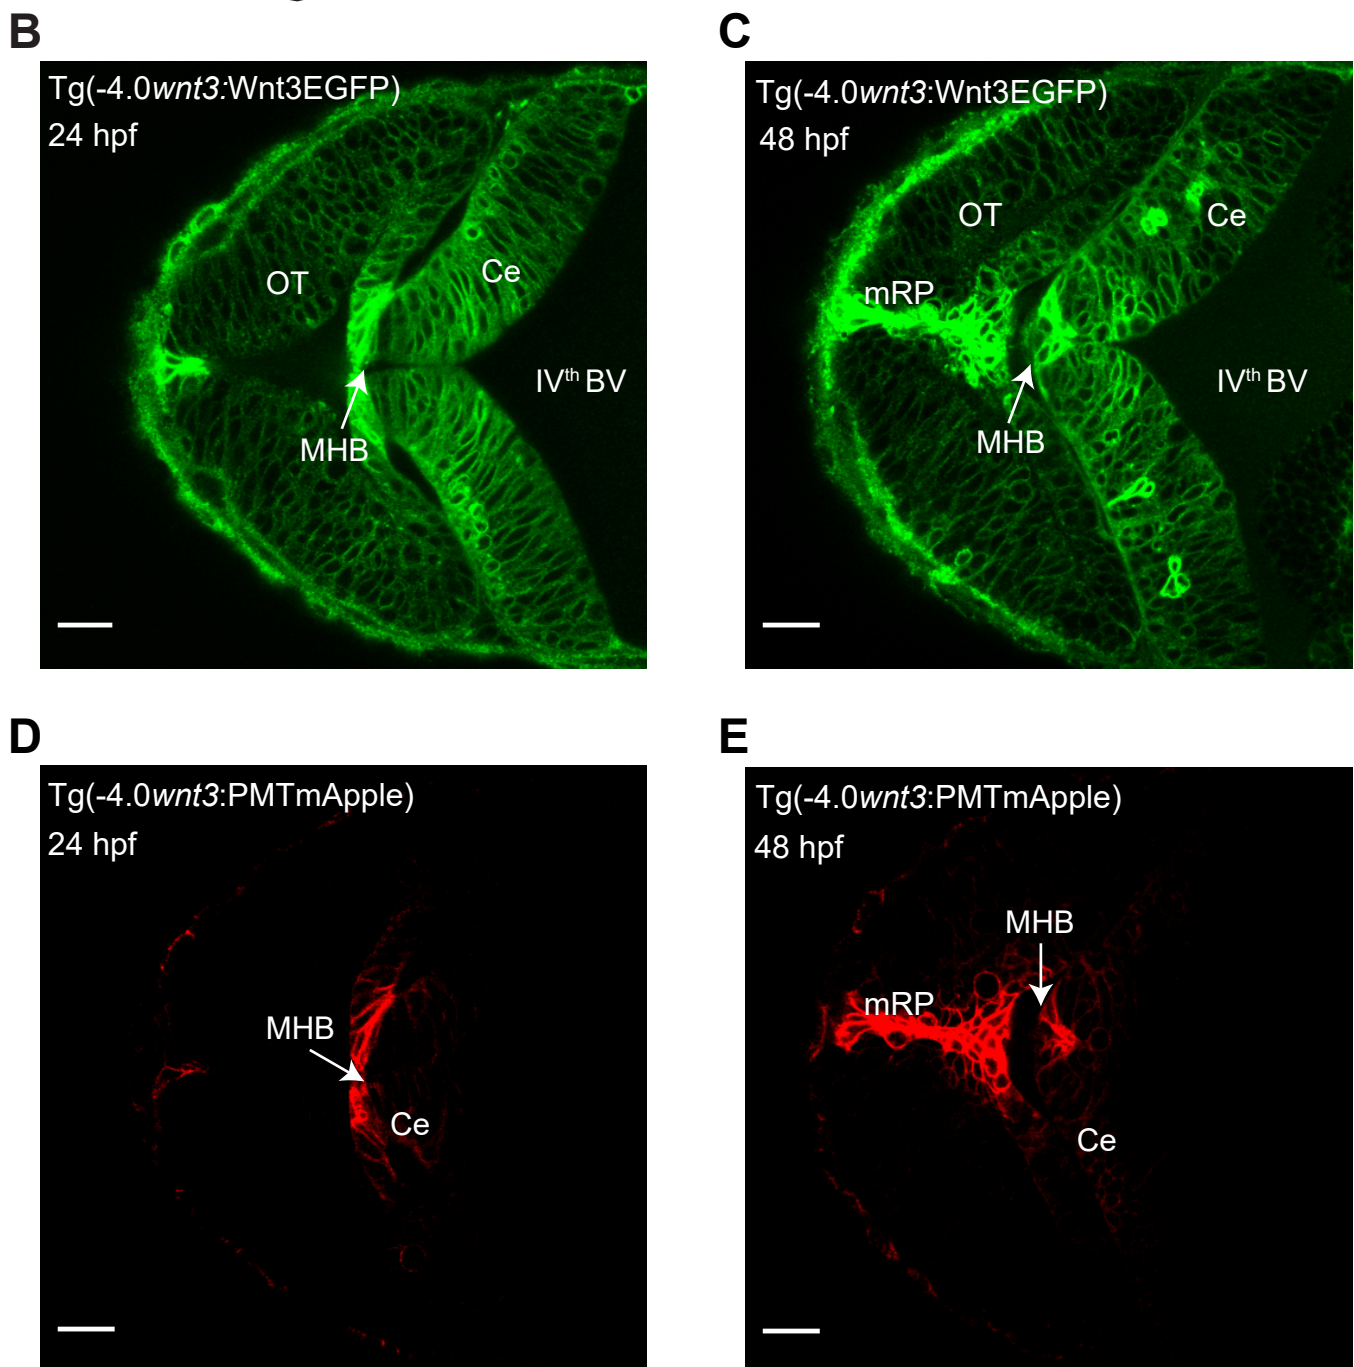 B
Tg(-4.0wnt3:Wnt3EGFP)
24 hpf
OT
Ce
IVth BV
MHB
C
Tg(-4.0wnt3:Wnt3EGFP)
48 hpf
OT
Ce
mRP
IVth BV
MHB
D
Tg(-4.0wnt3:PMTmApple)
24 hpf
MHB
Ce
E
Tg(-4.0wnt3:PMTmApple)
48 hpf
MHB
mRP
Ce